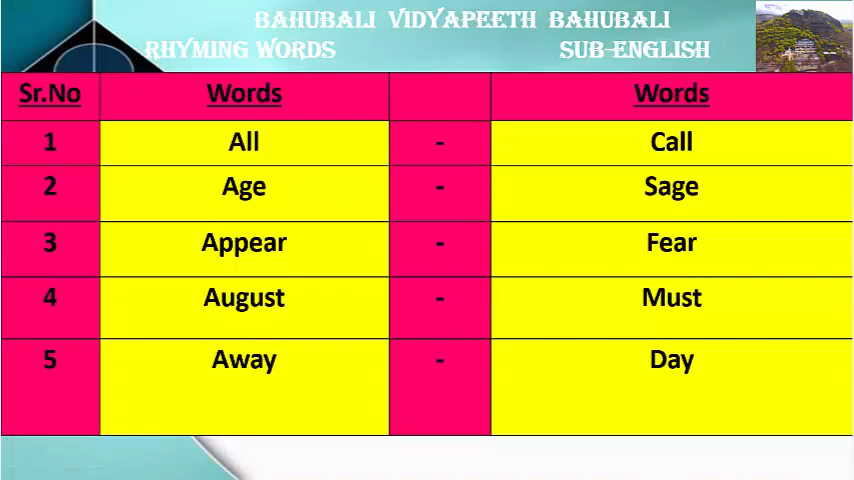 BAHUBALI VIDYAPEETH BAHUBALI
RHYMING WORDS SUB-ENGLISH
Sr.No Words Words
1 All - Call
2 Age - Sage
3 Appear - Fear
4 August - Must
5 Away - Day